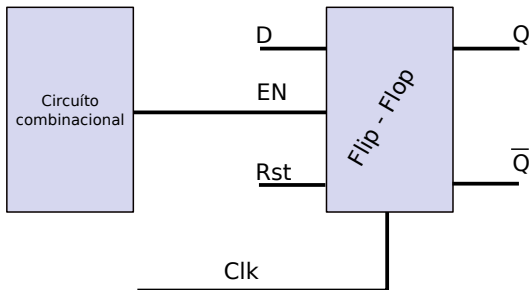 Circuíto
combinacional
D
EN
Rst
Flip - Flop
Q
Q̅
Clk